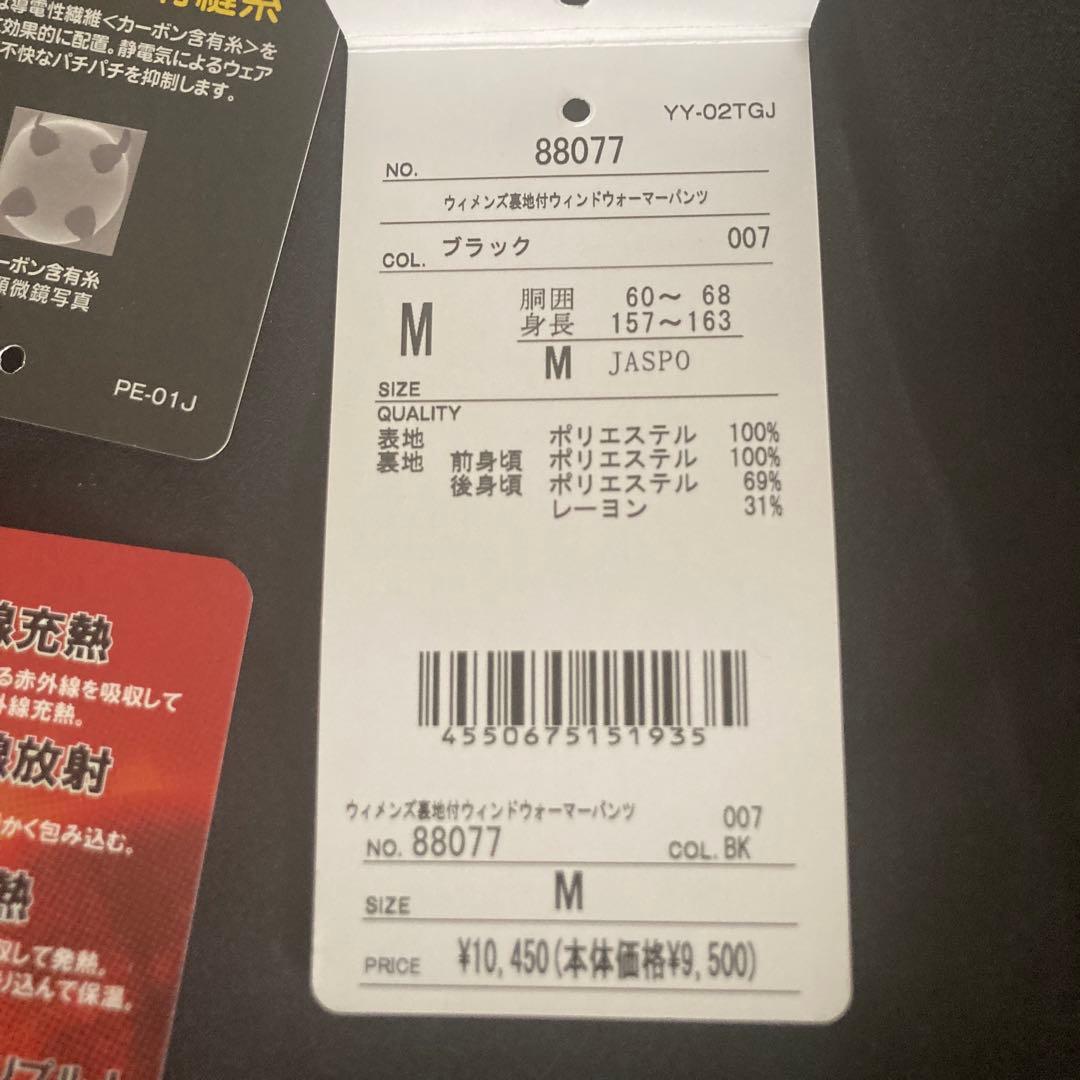 縫糸
導電性繊維<カーボン含有糸>を
効果的に配置。静電気によるウェア
不快なパチパチを抑制します。
ーボン含有糸
顕微鏡写真
PE-01J
線充熱
る赤外線を吸収して
外線充熱。
線放射
かく包み込む。
熱
収して発熱。
り込んで保温。
YY-02TGJ
NO. 88077
ウィメンズ裏地付ウィンドウォーマーパンツ
COL. ブラック 007
M 胴囲 60～ 68
身長 157～163
M JASPO
SIZE
QUALITY
表地 ポリエステル 100%
裏地 前身頃 ポリエステル 100%
後身頃 ポリエステル 69%
レーヨン 31%
4550675151935
ウィメンズ裏地付ウィンドウォーマーパンツ 007
NO. 88077 COL. BK
SIZE M
PRICE ¥10,450(本体価格¥9,500)